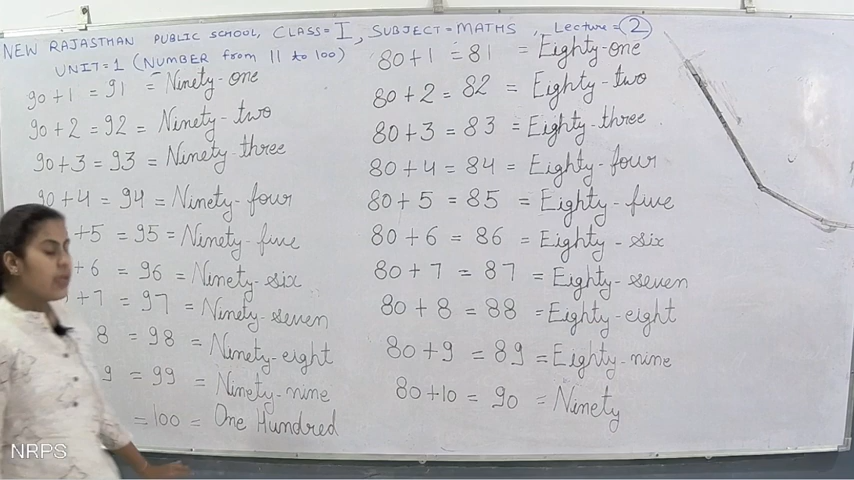 NEW RAJASTHAN PUBLIC SCHOOL, CLASS=I, SUBJECT=MATHS, Lecture=2
UNIT=1 (NUMBER from 11 to 100)
90+1 = 91 = Ninety-one
90+2 = 92 = Ninety-two
90+3 = 93 = Ninety-three
90+4 = 94 = Ninety-four
+5 = 95 = Ninety-five
+6 = 96 = Ninety-six
+7 = 97 = Ninety-seven
8 = 98 = Ninety-eight
9 = 99 = Ninety-nine
= 100 = One Hundred
80+1 = 81 = Eighty-one
80+2 = 82 = Eighty-two
80+3 = 83 = Eighty-three
80+4 = 84 = Eighty-four
80+5 = 85 = Eighty-five
80+6 = 86 = Eighty-six
80+7 = 87 = Eighty-seven
80+8 = 88 = Eighty-eight
80+9 = 89 = Eighty-nine
80+10 = 90 = Ninety
NRPS